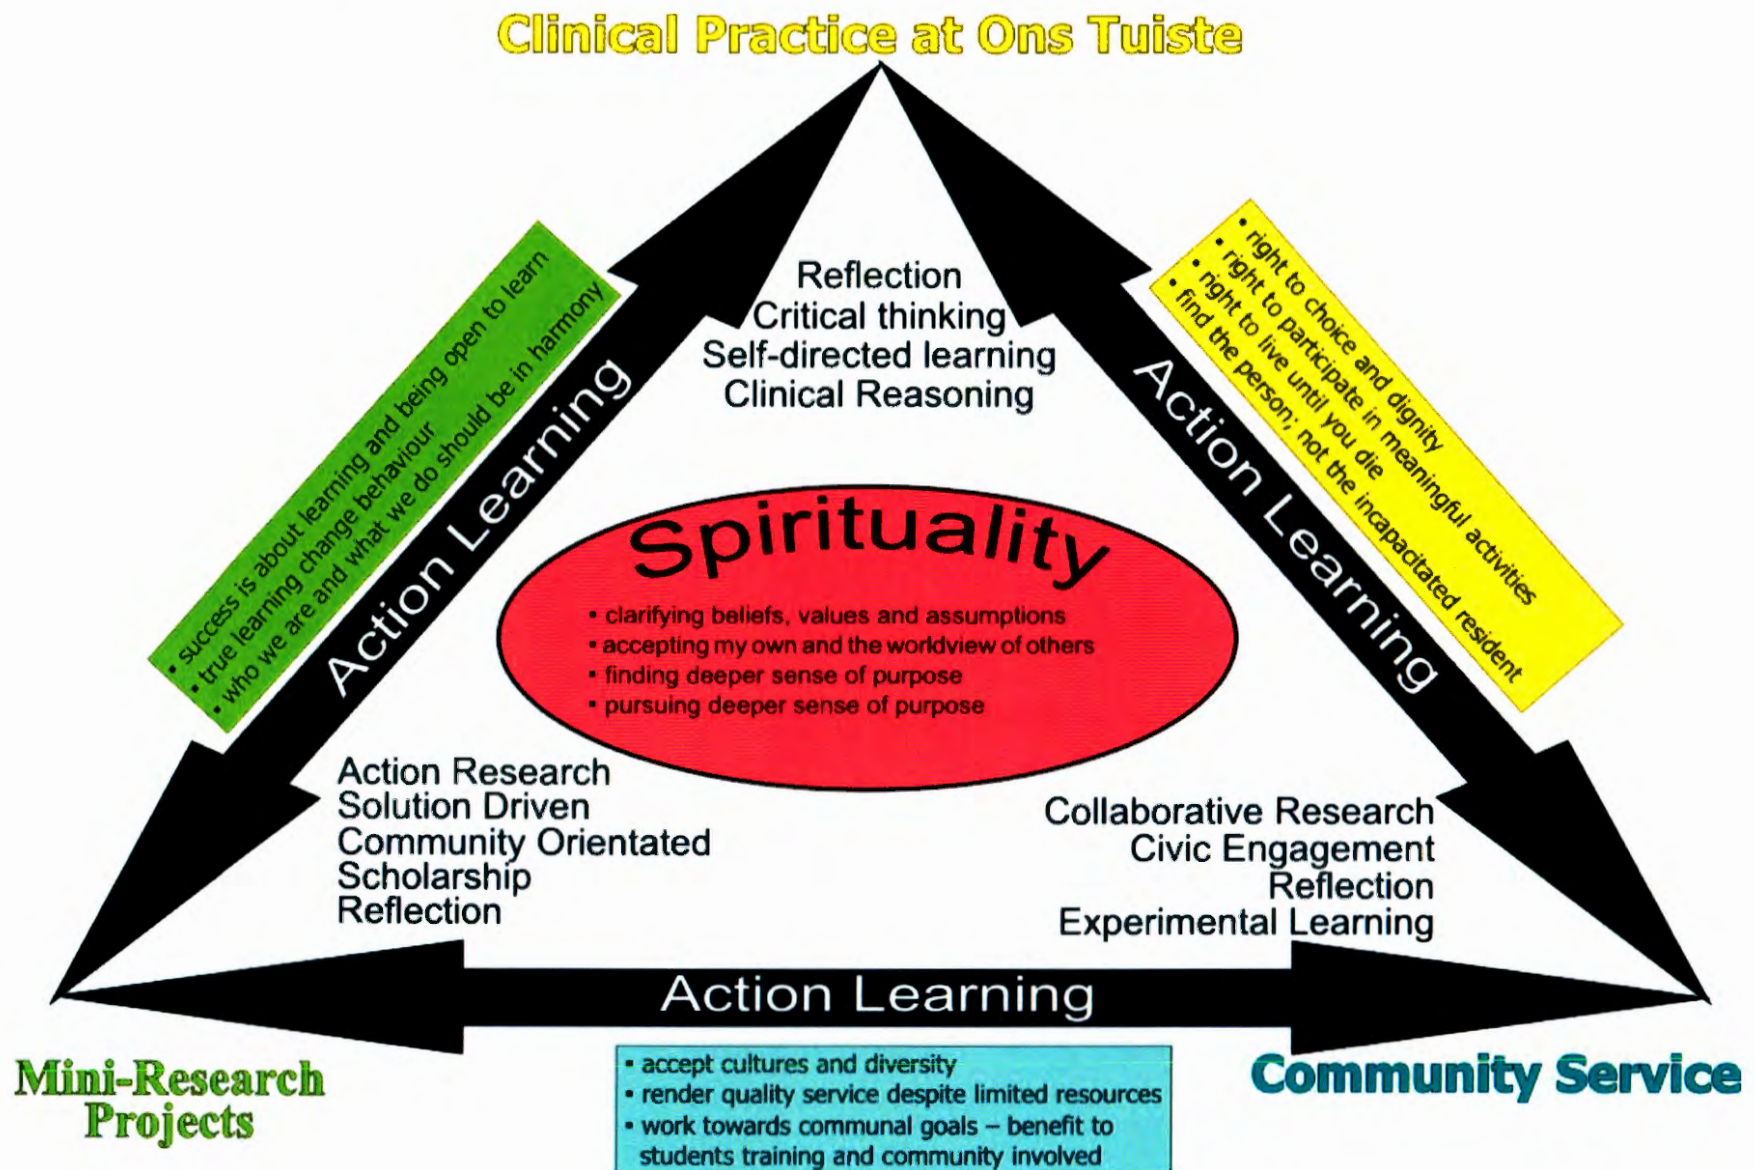 Clinical Practice at Ons Tuiste
▪ success is about learning and being open to learn
▪ true learning change behaviour
▪ who we are and what we do should be in harmony
Action Learning
▪ right to choice and dignity
▪ right to participate in meaningful activities
▪ right to live until you die
▪ find the person; not the incapacitated resident
Action Learning
Reflection
Critical thinking
Self-directed learning
Clinical Reasoning
Spirituality
▪ clarifying beliefs, values and assumptions
▪ accepting my own and the worldview of others
▪ finding deeper sense of purpose
▪ pursuing deeper sense of purpose
Action Research
Solution Driven
Community Orientated
Scholarship
Reflection
Collaborative Research
Civic Engagement
Reflection
Experimental Learning
Action Learning
Mini-Research
Projects
▪ accept cultures and diversity
▪ render quality service despite limited resources
▪ work towards communal goals – benefit to
students training and community involved
Community Service